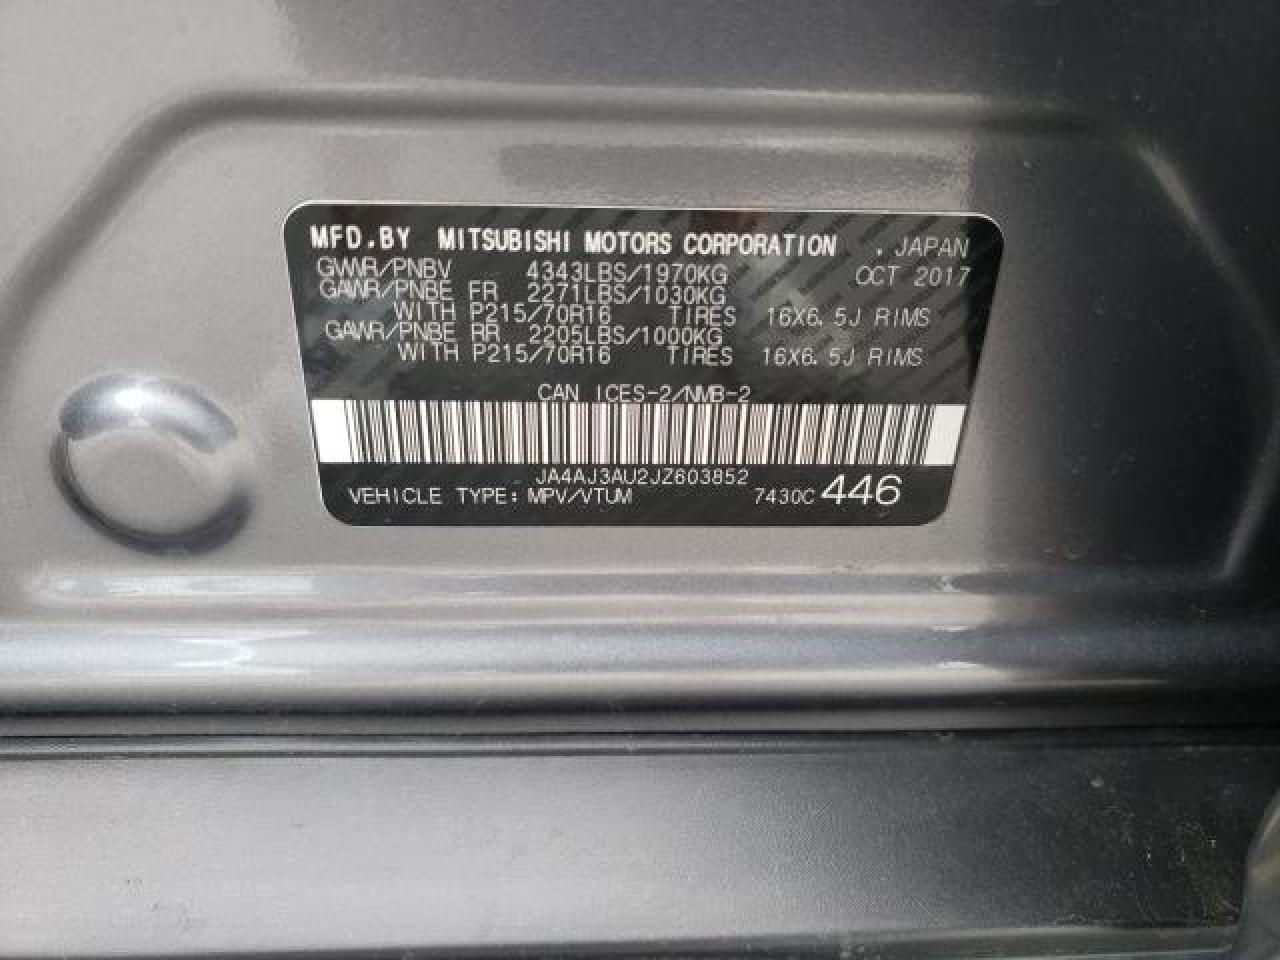 MFD.BY MITSUBISHI MOTORS CORPORATION . JAPAN
GVWR/PNBV 4343LBS/1970KG OCT 2017
GAWR/PNBE FR 2271LBS/1030KG
WITH P215/70R16 TIRES 16X6.5J RIMS
GAWR/PNBE RR 2205LBS/1000KG
WITH P215/70R16 TIRES 16X6.5J RIMS
CAN ICES-2/NMB-2
JA4AJ3AU2JZ603852
VEHICLE TYPE: MPV/VTUM 7430C 446